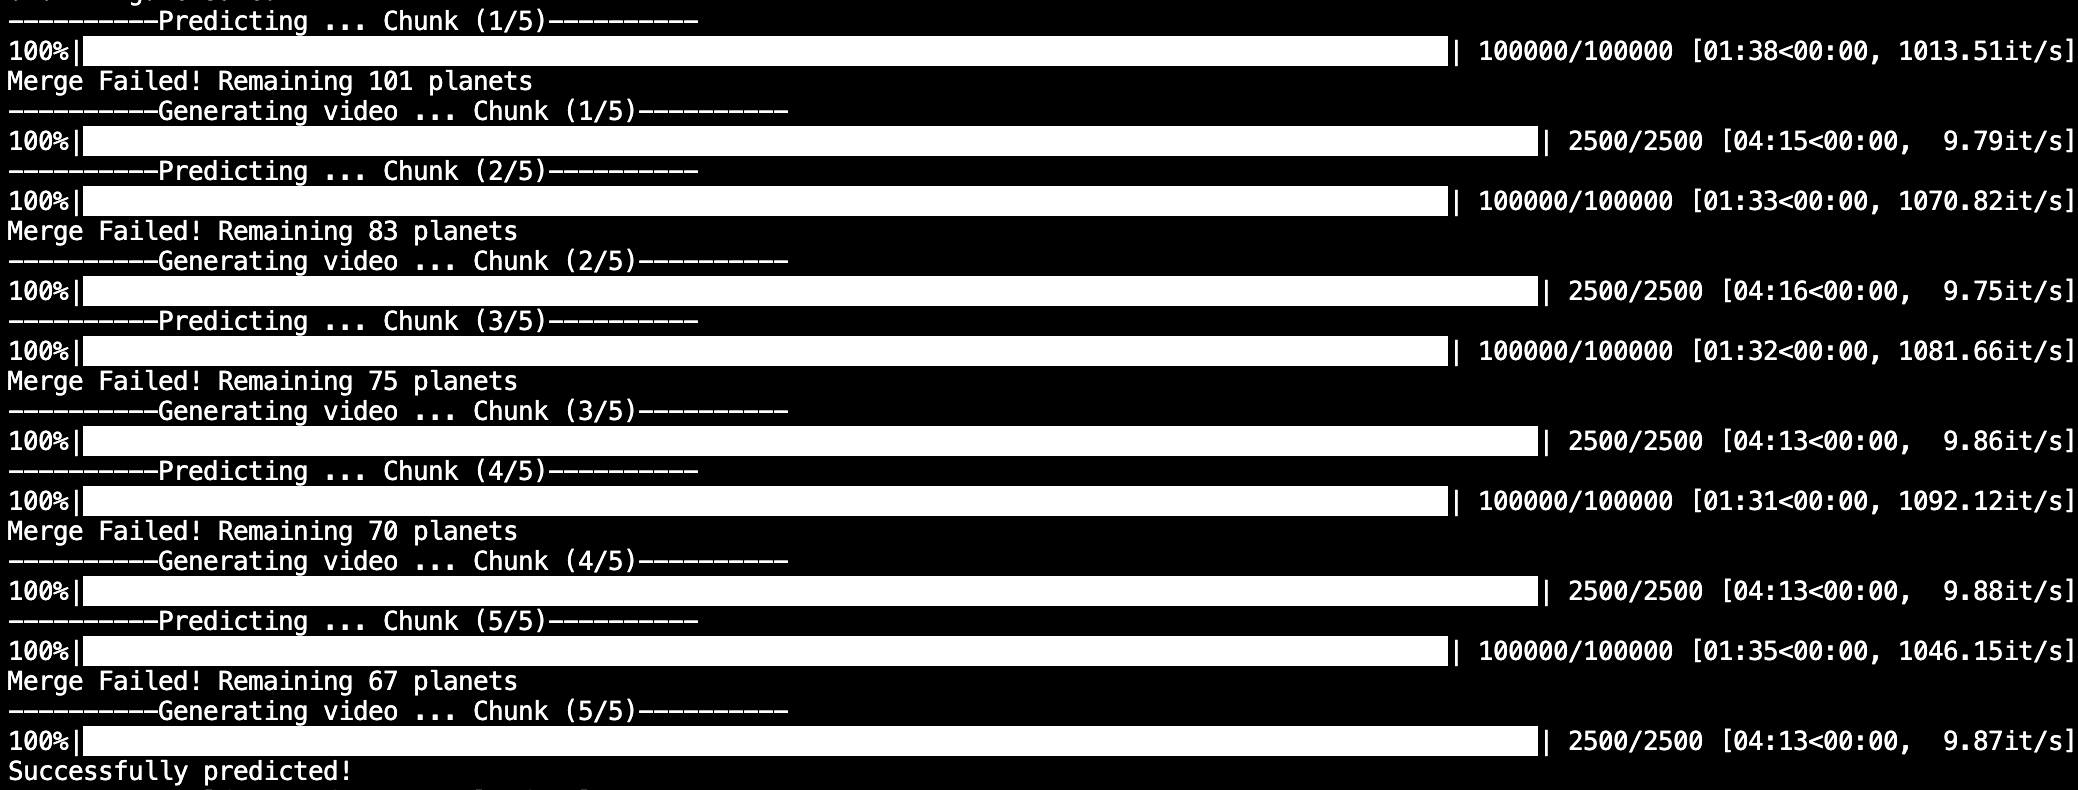 ----------Predicting ... Chunk (1/5)----------
100%| | 100000/100000 [01:38<00:00, 1013.51it/s]
Merge Failed! Remaining 101 planets
----------Generating video ... Chunk (1/5)----------
100%| | 2500/2500 [04:15<00:00,  9.79it/s]
----------Predicting ... Chunk (2/5)----------
100%| | 100000/100000 [01:33<00:00, 1070.82it/s]
Merge Failed! Remaining 83 planets
----------Generating video ... Chunk (2/5)----------
100%| | 2500/2500 [04:16<00:00,  9.75it/s]
----------Predicting ... Chunk (3/5)----------
100%| | 100000/100000 [01:32<00:00, 1081.66it/s]
Merge Failed! Remaining 75 planets
----------Generating video ... Chunk (3/5)----------
100%| | 2500/2500 [04:13<00:00,  9.86it/s]
----------Predicting ... Chunk (4/5)----------
100%| | 100000/100000 [01:31<00:00, 1092.12it/s]
Merge Failed! Remaining 70 planets
----------Generating video ... Chunk (4/5)----------
100%| | 2500/2500 [04:13<00:00,  9.88it/s]
----------Predicting ... Chunk (5/5)----------
100%| | 100000/100000 [01:35<00:00, 1046.15it/s]
Merge Failed! Remaining 67 planets
----------Generating video ... Chunk (5/5)----------
100%| | 2500/2500 [04:13<00:00,  9.87it/s]
Successfully predicted!